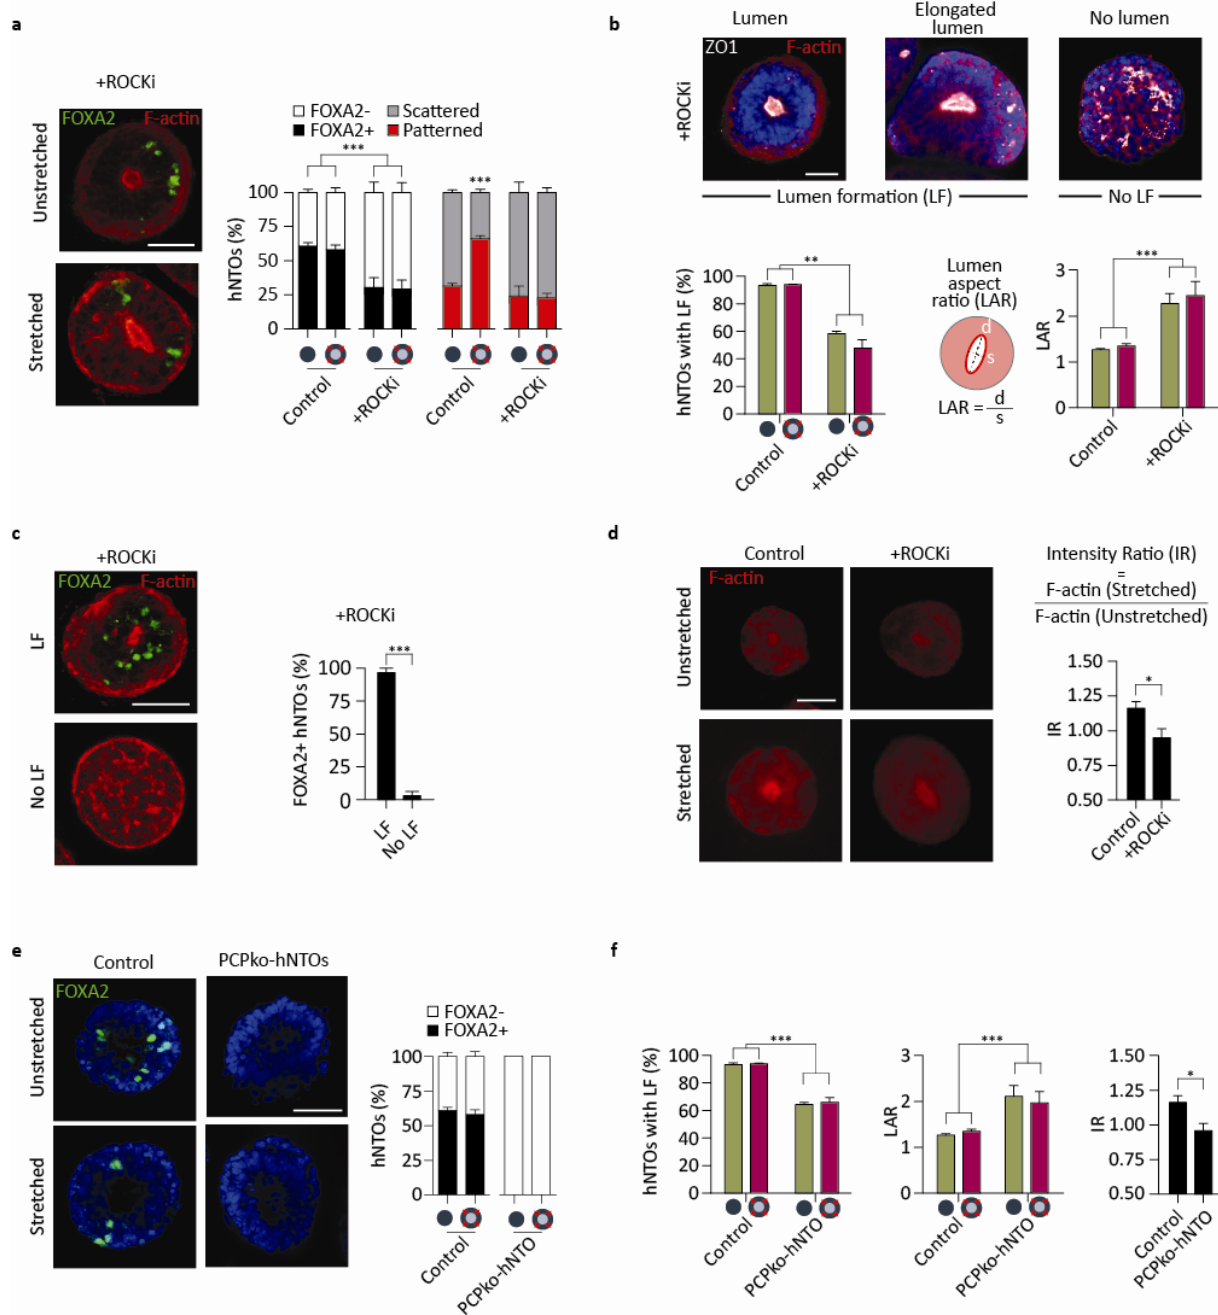 a
+ROCKi
FOXA2 F-actin
Unstretched
Stretched
FOXA2-
FOXA2+
Scattered
Patterned
***
***
hNTOs (%)
100
75
50
25
0
Control
+ROCKi
Control
+ROCKi
b
Lumen
Elongated
lumen
No lumen
ZO1 F-actin
+ROCKi
Lumen formation (LF)
No LF
hNTOs with LF (%)
100
80
60
40
20
0
**
Control
+ROCKi
Lumen
aspect
ratio (LAR)
d
s
LAR = d
s
LAR
3
2
1
0
***
Control
+ROCKi
c
+ROCKi
FOXA2 F-actin
LF
No LF
+ROCKi
FOXA2+ hNTOs (%)
100
75
50
25
0
***
LF
No LF
d
Control
+ROCKi
F-actin
Unstretched
Stretched
Intensity Ratio (IR)
=
F-actin (Stretched)
F-actin (Unstretched)
IR
1.50
1.25
1.00
0.75
0.50
*
Control
+ROCKi
e
Control
PCPko-hNTOs
FOXA2
Unstretched
Stretched
FOXA2-
FOXA2+
hNTOs (%)
100
75
50
25
0
Control
PCPko-hNTO
f
hNTOs with LF (%)
100
80
60
40
20
0
***
Control
PCPko-hNTO
LAR
3
2
1
0
***
Control
PCPko-hNTO
IR
1.50
1.25
1.00
0.75
0.50
*
Control
PCPko-hNTO